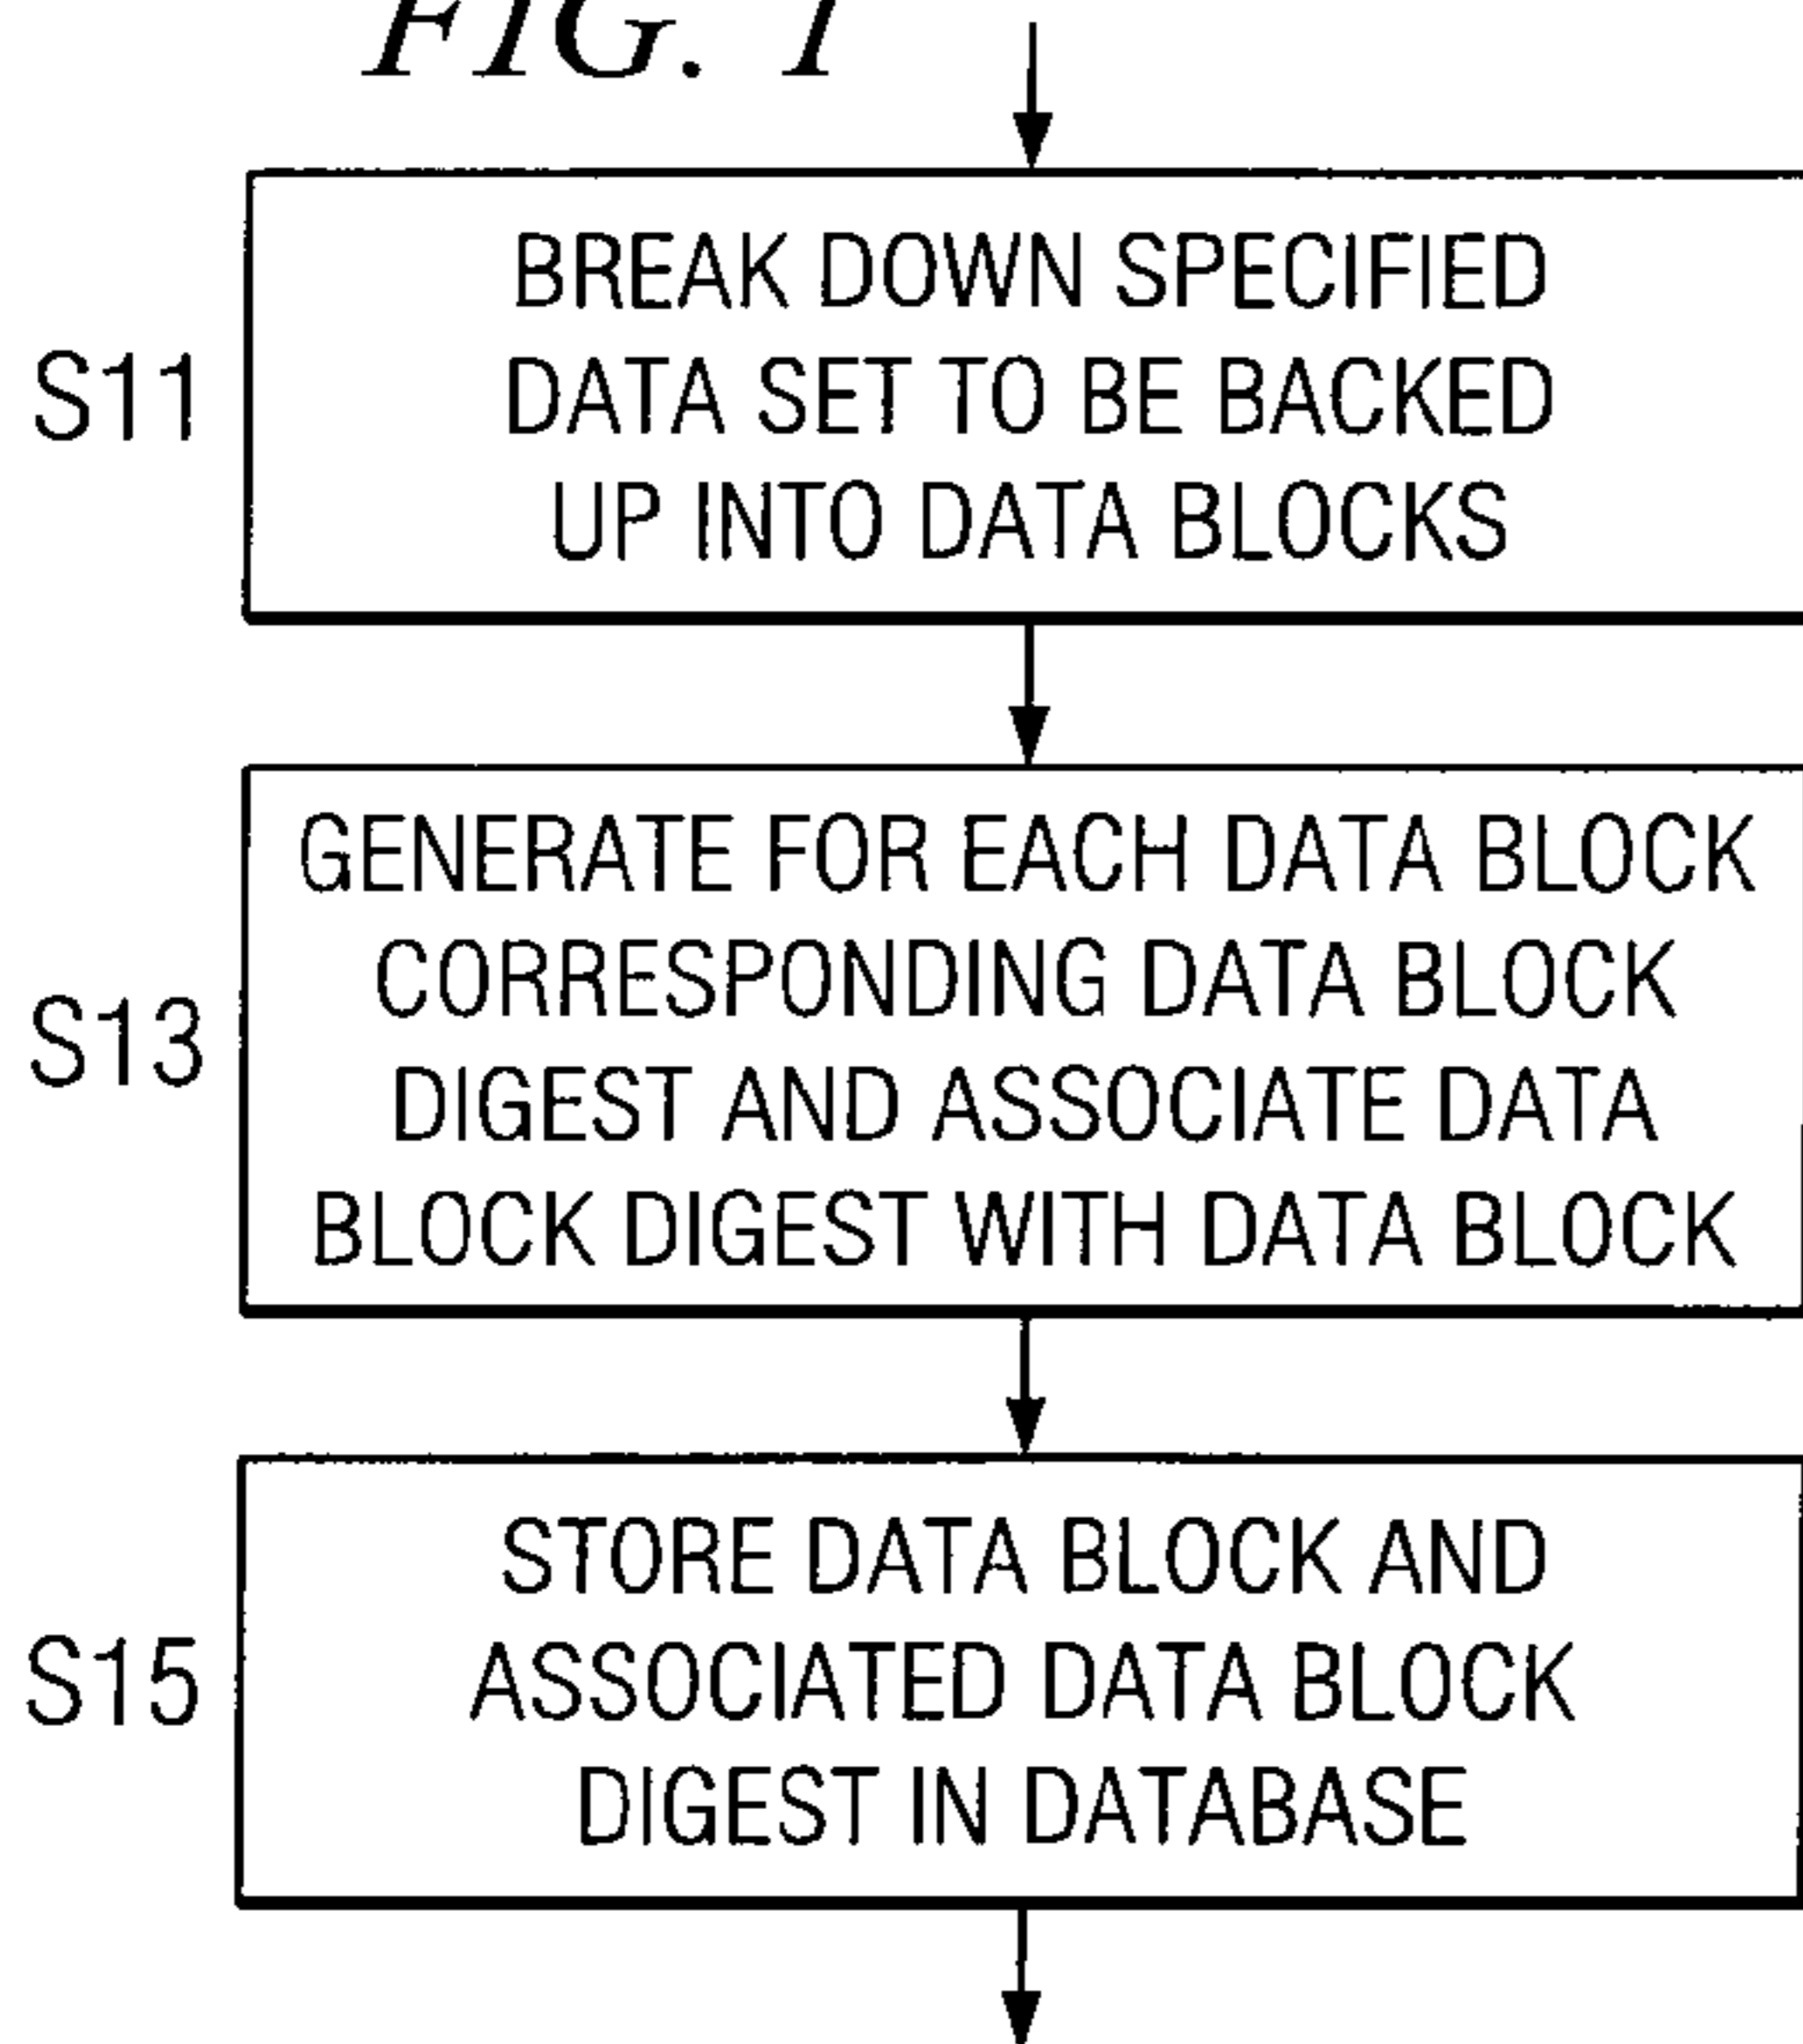 FIG. 1
BREAK DOWN SPECIFIED
DATA SET TO BE BACKED
UP INTO DATA BLOCKS
S11
GENERATE FOR EACH DATA BLOCK
CORRESPONDING DATA BLOCK
DIGEST AND ASSOCIATE DATA
BLOCK DIGEST WITH DATA BLOCK
S13
STORE DATA BLOCK AND
ASSOCIATED DATA BLOCK
DIGEST IN DATABASE
S15